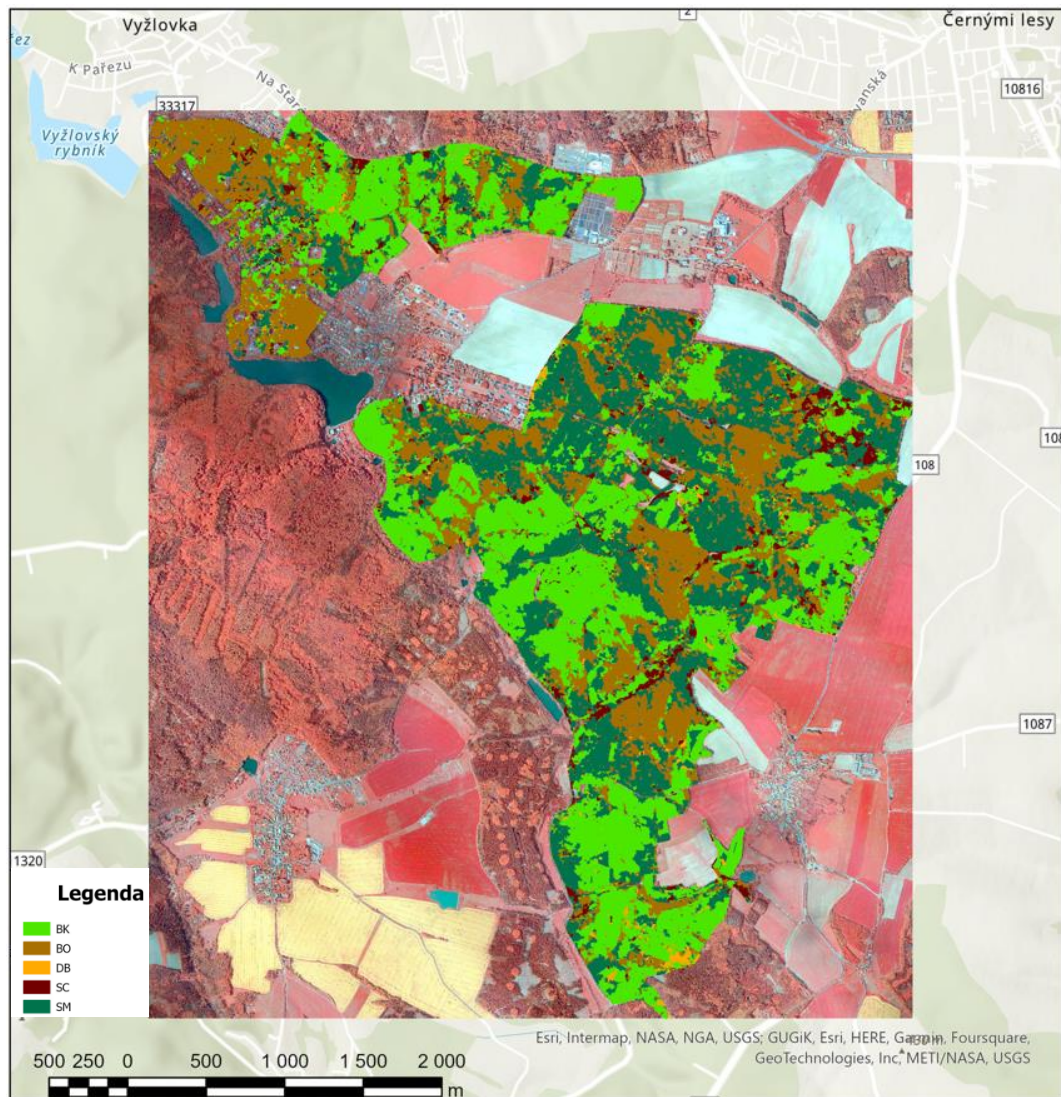 Vyžlovka
2
Černými lesy
K Pařezu
Na Star
vanská
10816
33317
Vyžlovský
rybník
108
1087
1320
Legenda
BK
BO
DB
SC
SM
Esri, Intermap, NASA, NGA, USGS; GUGiK, Esri, HERE, Garmin, Foursquare,
GeoTechnologies, Inc, METI/NASA, USGS
500 250 0 500 1 000 1 500 2 000
m